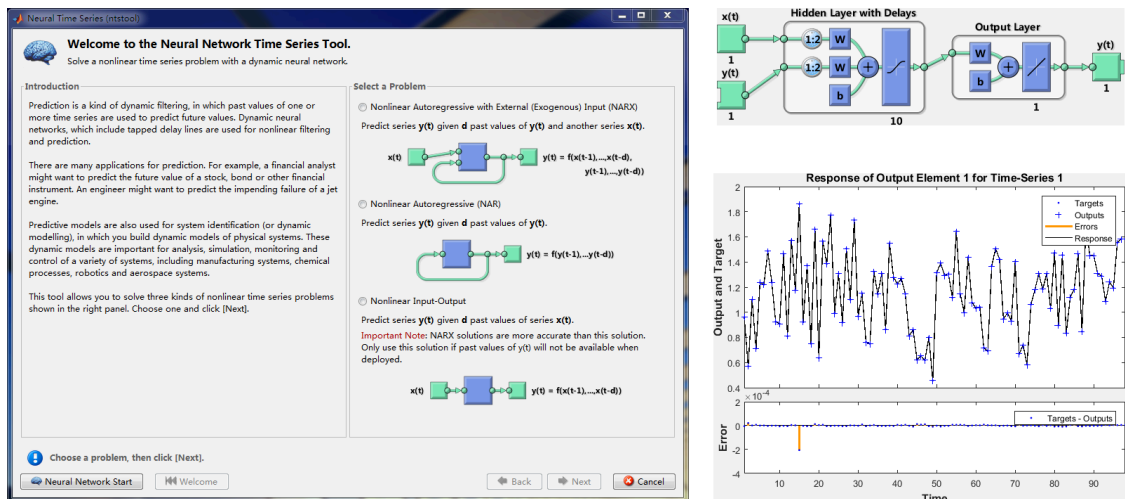 Neural Time Series (ntstool)
Welcome to the Neural Network Time Series Tool.
Solve a nonlinear time series problem with a dynamic neural network.
Introduction
Prediction is a kind of dynamic filtering, in which past values of one or
more time series are used to predict future values. Dynamic neural
networks, which include tapped delay lines are used for nonlinear filtering
and prediction.
There are many applications for prediction. For example, a financial analyst
might want to predict the future value of a stock, bond or other financial
instrument. An engineer might want to predict the impending failure of a jet
engine.
Predictive models are also used for system identification (or dynamic
modelling), in which you build dynamic models of physical systems. These
dynamic models are important for analysis, simulation, monitoring and
control of a variety of systems, including manufacturing systems, chemical
processes, robotics and aerospace systems.
This tool allows you to solve three kinds of nonlinear time series problems
shown in the right panel. Choose one and click [Next].
Select a Problem
Nonlinear Autoregressive with External (Exogenous) Input (NARX)
Predict series y(t) given d past values of y(t) and another series x(t).
x(t)
y(t) = f(x(t-1),...,x(t-d),
y(t-1),...,y(t-d))
Nonlinear Autoregressive (NAR)
Predict series y(t) given d past values of y(t).
y(t) = f(y(t-1),...y(t-d))
Nonlinear Input-Output
Predict series y(t) given d past values of series x(t).
Important Note: NARX solutions are more accurate than this solution.
Only use this solution if past values of y(t) will not be available when
deployed.
x(t)
y(t) = f(x(t-1),...,x(t-d))
Choose a problem, then click [Next].
Neural Network Start
Welcome
Back
Next
Cancel
Hidden Layer with Delays
Output Layer
x(t)
1
y(t)
1
1:2
W
1:2
W
b
10
W
b
1
y(t)
1
Response of Output Element 1 for Time-Series 1
Output and Target
2
1.8
1.6
1.4
1.2
1
0.8
0.6
0.4
Targets
Outputs
Errors
Response
10 20 30 40 50 60 70 80 90
×10^-4
Error
2
0
-2
-4
Targets - Outputs
10 20 30 40 50 60 70 80 90
Time